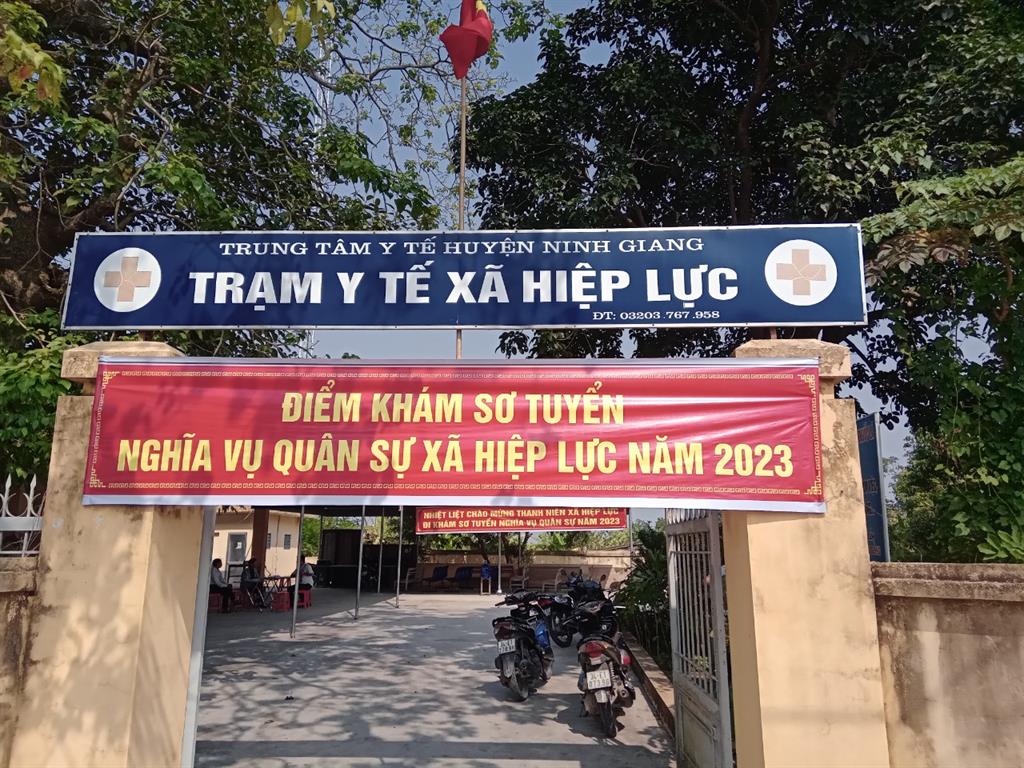 TRUNG TÂM Y TẾ HUYỆN NINH GIANG
TRẠM Y TẾ XÃ HIỆP LỰC
ĐT: 03203.767.958
ĐIỂM KHÁM SƠ TUYỂN
NGHĨA VỤ QUÂN SỰ XÃ HIỆP LỰC NĂM 2023
NHIỆT LIỆT CHÀO MỪNG THANH NIÊN XÃ HIỆP LỰC
ĐI KHÁM SƠ TUYỂN NGHĨA VỤ QUÂN SỰ NĂM 2023